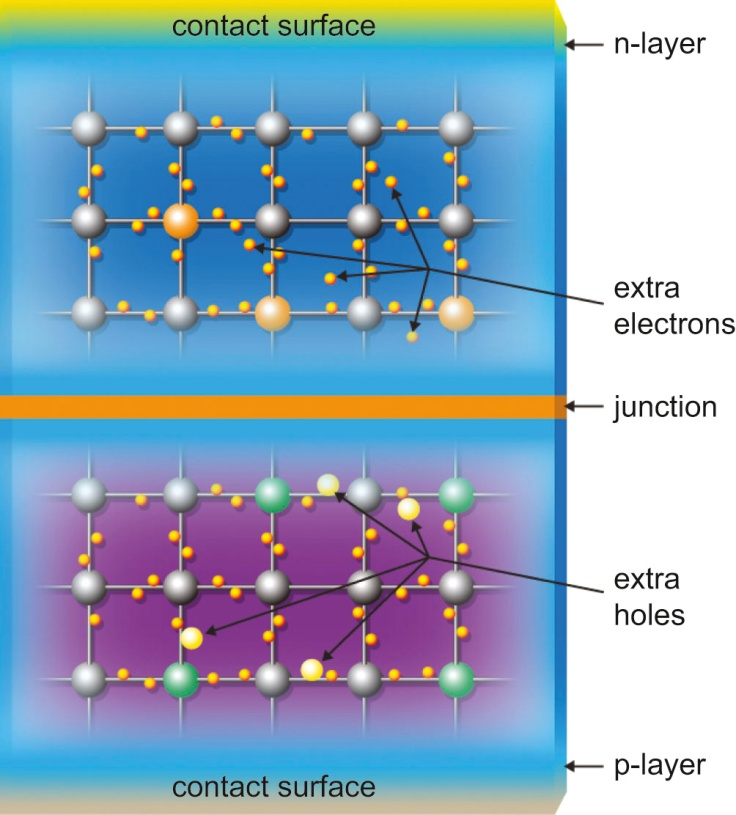 contact surface
n-layer
extra
electrons
junction
extra
holes
p-layer
contact surface